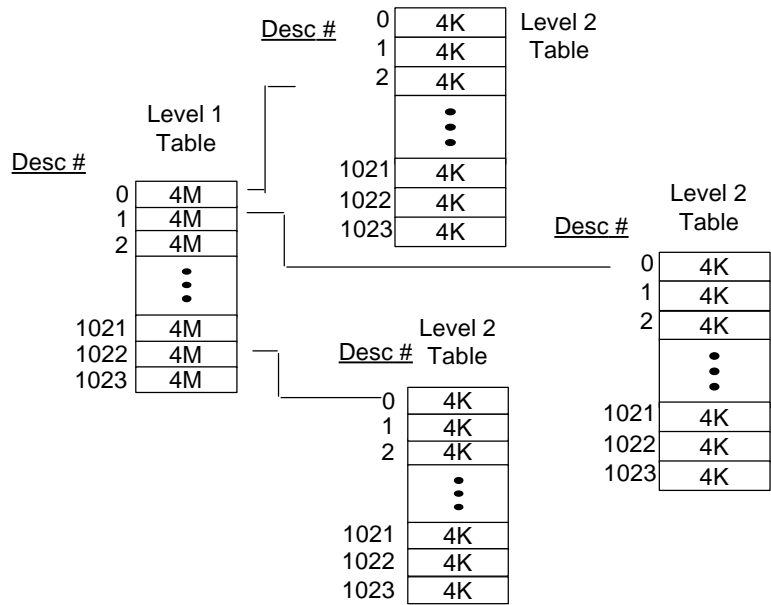 Desc #
Level 2
Table
0 4K
1 4K
2 4K
1021 4K
1022 4K
1023 4K
Level 1
Table
Desc #
0 4M
1 4M
2 4M
1021 4M
1022 4M
1023 4M
Level 2
Table
Desc #
0 4K
1 4K
2 4K
1021 4K
1022 4K
1023 4K
Level 2
Table
Desc #
0 4K
1 4K
2 4K
1021 4K
1022 4K
1023 4K